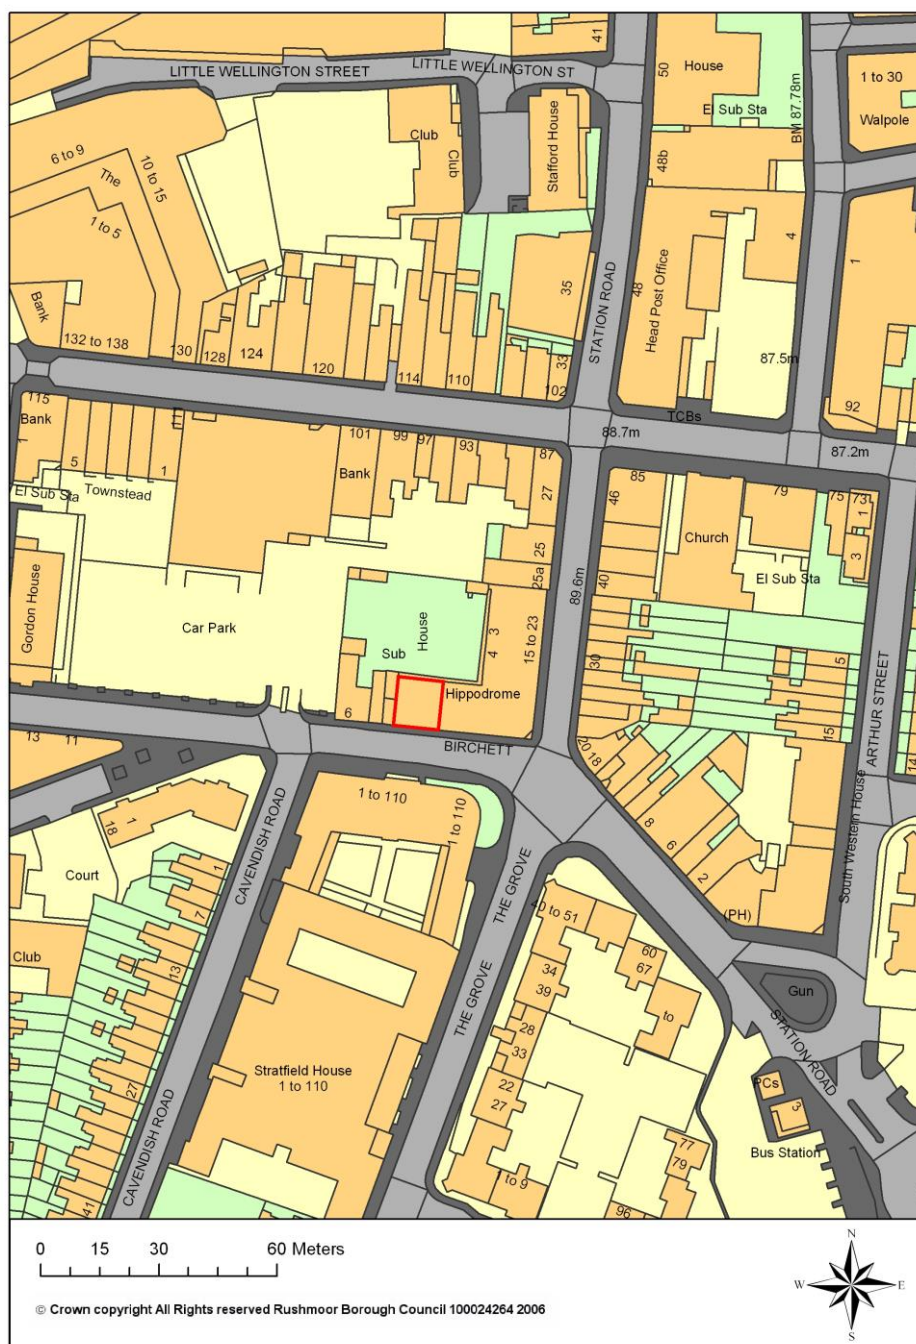 41
LITTLE WELLINGTON STREET
LITTLE WELLINGTON ST
50
House
1 to 30
Walpole
El Sub Sta
BM 87.78m
Club
Club
Stafford House
48b
6 to 9
The
10 to 15
1 to 5
Bank
132 to 138
130
128
124
120
114
110
35
33
102
STATION ROAD
48
Head Post Office
4
1
87.5m
92
TCBs
88.7m
87.2m
115
Bank
1
5
1
111
Townstead
El Sub Sta
101
99
97
93
87
Bank
27
25
25a
85
46
79
75
73
1
3
Church
El Sub Sta
40
89.6m
Gordon House
Car Park
Sub
House
3
4
15 to 23
Hippodrome
6
30
5
15
ARTHUR STREET
BIRCHETT
13
11
20
18
8
6
2
(PH)
South Western House
14
1 to 110
1 to 110
CAVENDISH ROAD
18
1
Court
1
7
13
Club
27
41
THE GROVE
THE GROVE
40 to 51
34
39
28
33
22
27
1 to 9
60
67
to
77
79
96
Gun
STATION ROAD
PCs
3
Bus Station
Stratfield House
1 to 110
CAVENDISH ROAD
0 15 30 60 Meters
N
W E
S
© Crown copyright All Rights reserved Rushmoor Borough Council 100024264 2006